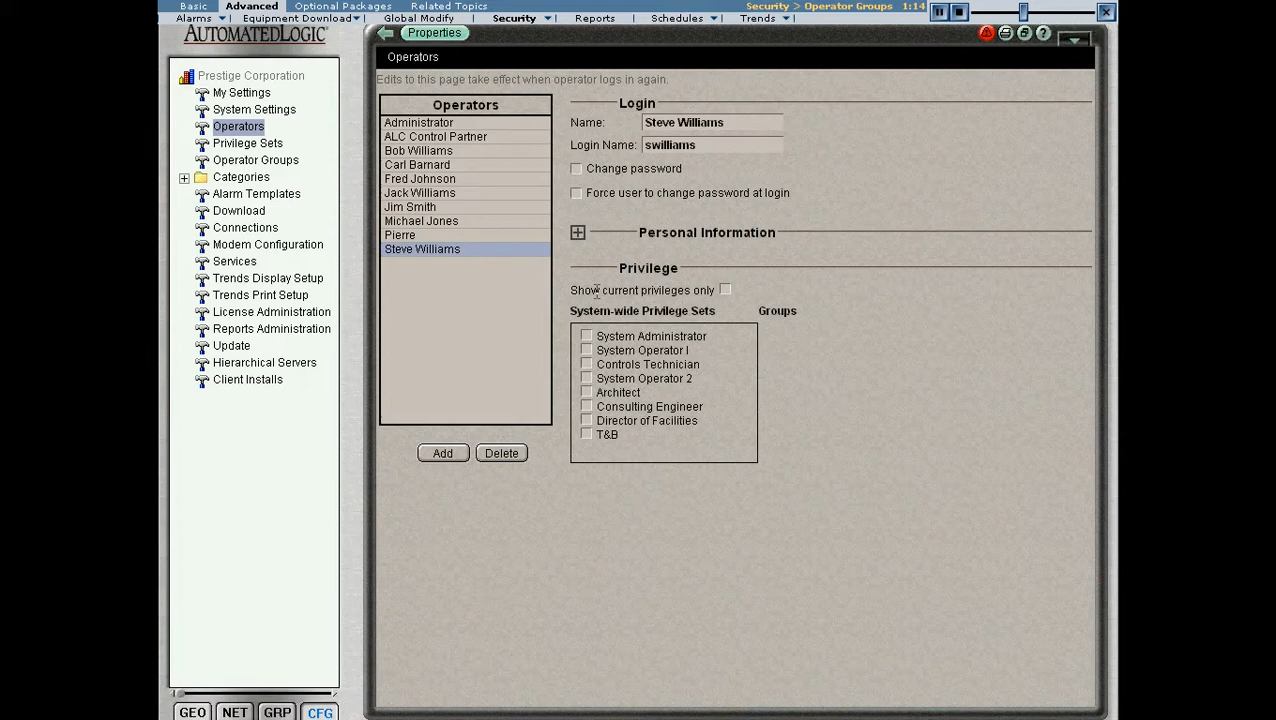 Basic Advanced Optional Packages Related Topics Security > Operator Groups 1:14
Alarms Equipment Download Global Modify Security Reports Schedules Trends
AUTOMATEDLOGIC
Properties
Operators
Edits to this page take effect when operator logs in again.
Prestige Corporation
My Settings
System Settings
Operators
Privilege Sets
Operator Groups
Categories
Alarm Templates
Download
Connections
Modem Configuration
Services
Trends Display Setup
Trends Print Setup
License Administration
Reports Administration
Update
Hierarchical Servers
Client Installs
GEO NET GRP CFG
Operators
Administrator
ALC Control Partner
Bob Williams
Carl Barnard
Fred Johnson
Jack Williams
Jim Smith
Michael Jones
Pierre
Steve Williams
Add Delete
Login
Name: Steve Williams
Login Name: swilliams
Change password
Force user to change password at login
Personal Information
Privilege
Show current privileges only
System-wide Privilege Sets Groups
System Administrator
System Operator I
Controls Technician
System Operator 2
Architect
Consulting Engineer
Director of Facilities
T&B